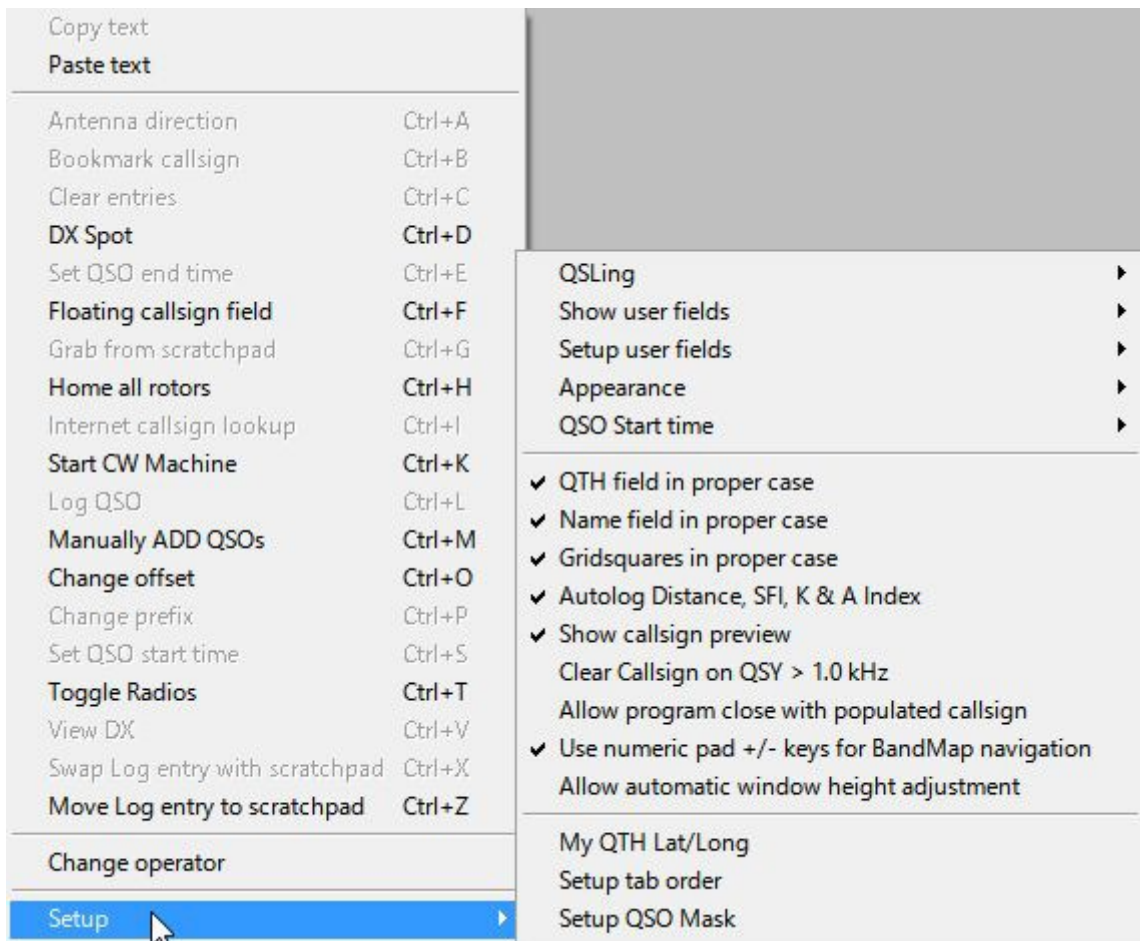 Copy text
Paste text
Antenna direction Ctrl+A
Bookmark callsign Ctrl+B
Clear entries Ctrl+C
DX Spot Ctrl+D
Set QSO end time Ctrl+E
Floating callsign field Ctrl+F
Grab from scratchpad Ctrl+G
Home all rotors Ctrl+H
Internet callsign lookup Ctrl+I
Start CW Machine Ctrl+K
Log QSO Ctrl+L
Manually ADD QSOs Ctrl+M
Change offset Ctrl+O
Change prefix Ctrl+P
Set QSO start time Ctrl+S
Toggle Radios Ctrl+T
View DX Ctrl+V
Swap Log entry with scratchpad Ctrl+X
Move Log entry to scratchpad Ctrl+Z
Change operator
Setup
QSLing
Show user fields
Setup user fields
Appearance
QSO Start time
QTH field in proper case
Name field in proper case
Gridsquares in proper case
Autolog Distance, SFI, K & A Index
Show callsign preview
Clear Callsign on QSY > 1.0 kHz
Allow program close with populated callsign
Use numeric pad +/- keys for BandMap navigation
Allow automatic window height adjustment
My QTH Lat/Long
Setup tab order
Setup QSO Mask